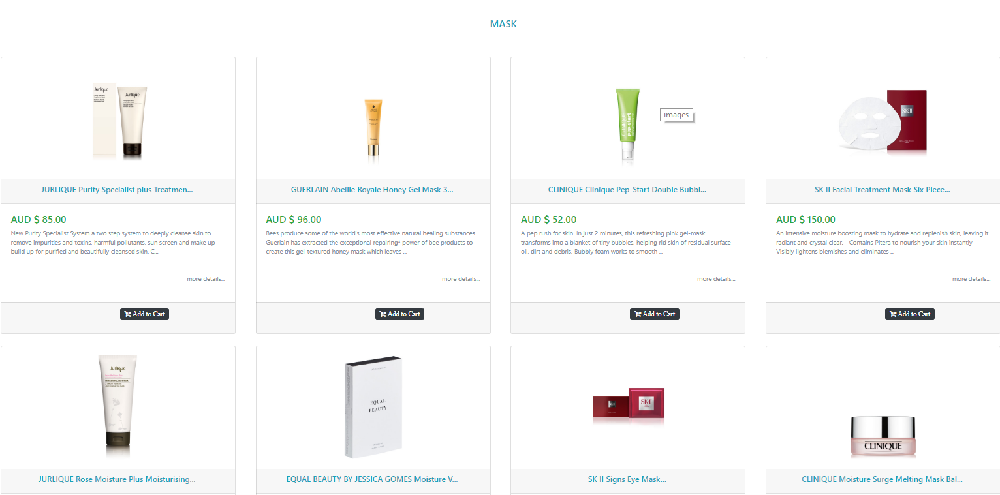 MASK
Jurlique
Jurlique
CLINIQUE
pep-start
images
SK-II
JURLIQUE Purity Specialist plus Treatmen...
GUERLAIN Abeille Royale Honey Gel Mask 3...
CLINIQUE Clinique Pep-Start Double Bubbl...
SK II Facial Treatment Mask Six Piece...
AUD $ 85.00
New Purity Specialist System a two step system to deeply cleanse skin to
remove impurities and toxins, harmful pollutants, sun screen and make up
build up for purified and beautifully cleansed skin. C...
more details...
Add to Cart
AUD $ 96.00
Bees produce some of the world's most effective natural healing substances.
Guerlain has extracted the exceptional repairing* power of bee products to
create this gel-textured honey mask which leaves ...
more details...
Add to Cart
AUD $ 52.00
A pep rush for skin. In just 2 minutes, this refreshing pink gel-mask
transforms into a blanket of tiny bubbles, helping rid skin of residual surface
oil, dirt and debris. Bubbly foam works to smooth ...
more details...
Add to Cart
AUD $ 150.00
An intensive moisture boosting mask to hydrate and replenish skin, leaving it
radiant and crystal clear. - Contains Pitera to nourish your skin instantly -
Visibly lightens blemishes and eliminates ...
more details...
Add to Cart
Jurlique
EQUAL
BEAUTY
SK-II
CLINIQUE
JURLIQUE Rose Moisture Plus Moisturising...
EQUAL BEAUTY BY JESSICA GOMES Moisture V...
SK II Signs Eye Mask...
CLINIQUE Moisture Surge Melting Mask Bal...